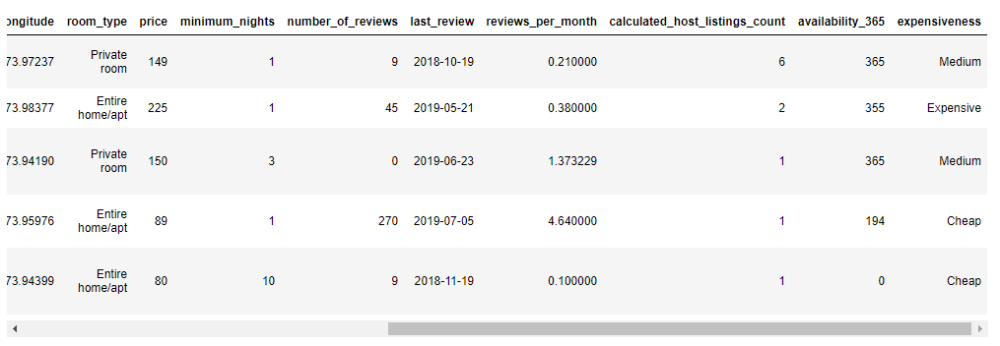 ongitude room_type price minimum_nights number_of_reviews last_review reviews_per_month calculated_host_listings_count availability_365 expensiveness
73.97237 Private room 149 1 9 2018-10-19 0.210000 6 365 Medium
73.98377 Entire home/apt 225 1 45 2019-05-21 0.380000 2 355 Expensive
73.94190 Private room 150 3 0 2019-06-23 1.373229 1 365 Medium
73.95976 Entire home/apt 89 1 270 2019-07-05 4.640000 1 194 Cheap
73.94399 Entire home/apt 80 10 9 2018-11-19 0.100000 1 0 Cheap